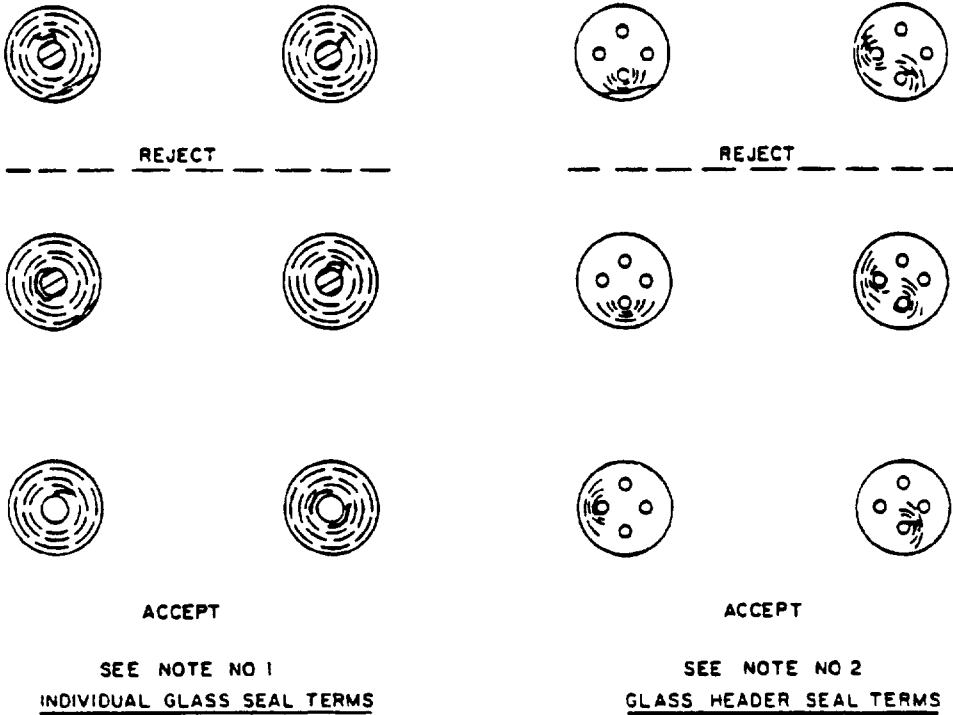 REJECT
REJECT
ACCEPT
ACCEPT
SEE NOTE NO 1
INDIVIDUAL GLASS SEAL TERMS
SEE NOTE NO 2
GLASS HEADER SEAL TERMS